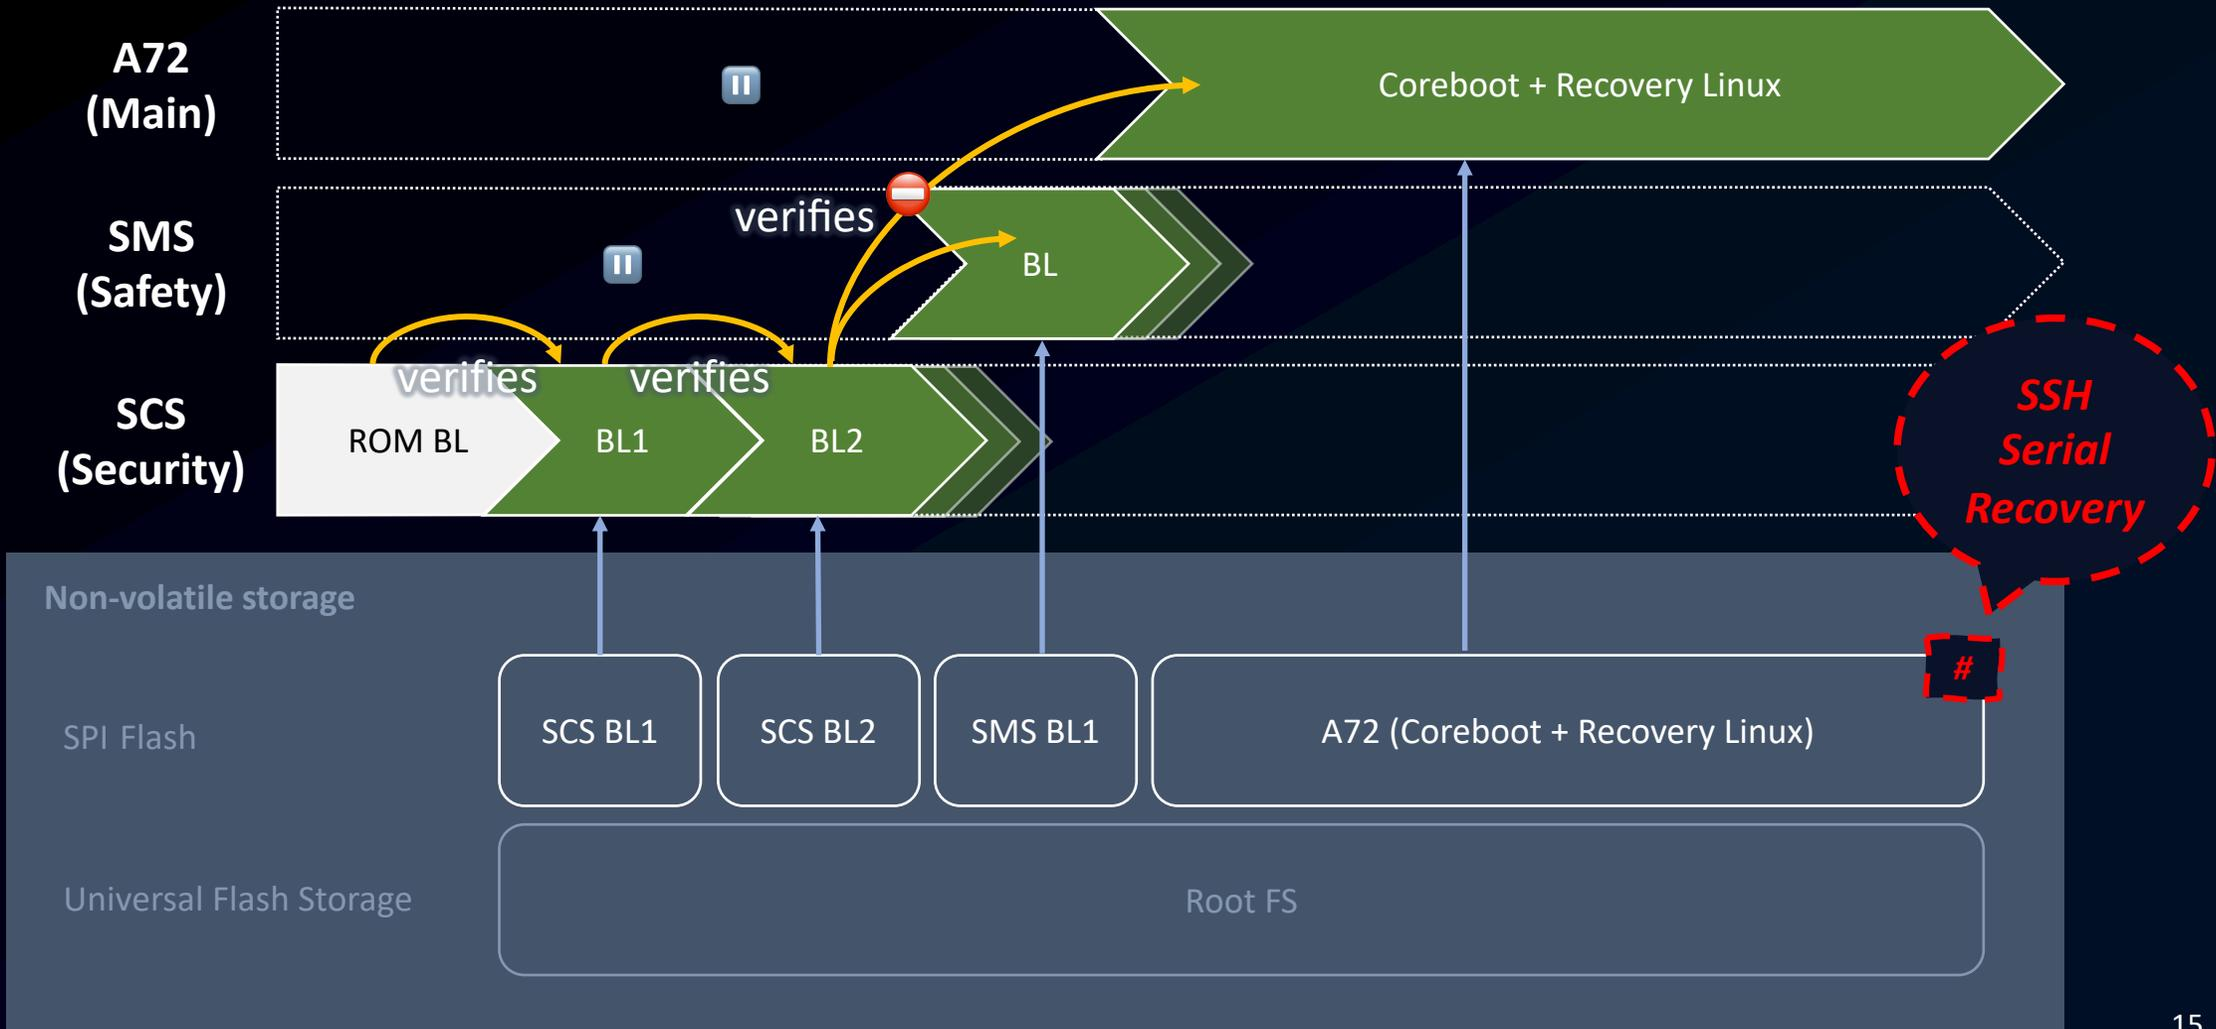 A72
(Main)
Coreboot + Recovery Linux
verifies
SMS
(Safety)
BL
verifies
verifies
SCS
(Security)
ROM BL
BL1
BL2
SSH
Serial
Recovery
Non-volatile storage
#
SPI Flash
SCS BL1
SCS BL2
SMS BL1
A72 (Coreboot + Recovery Linux)
Universal Flash Storage
Root FS
15